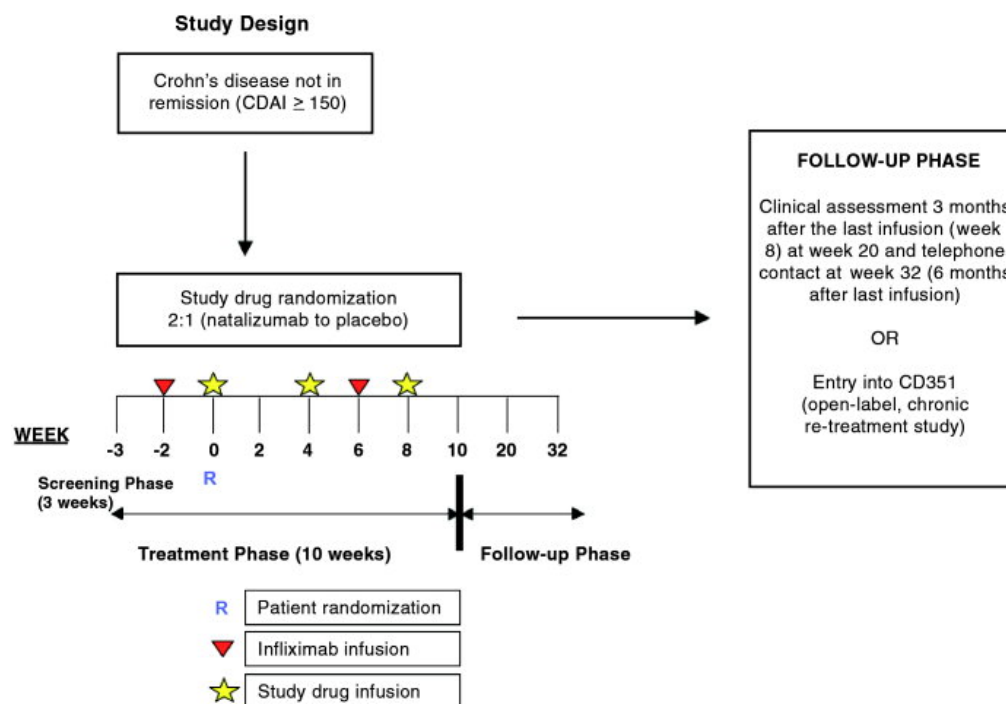 Study Design
Crohn's disease not in
remission (CDAI ≥ 150)
Study drug randomization
2:1 (natalizumab to placebo)
FOLLOW-UP PHASE
Clinical assessment 3 months
after the last infusion (week
8) at week 20 and telephone
contact at week 32 (6 months
after last infusion)
OR
Entry into CD351
(open-label, chronic
re-treatment study)
WEEK
-3 -2 0 2 4 6 8 10 20 32
Screening Phase
(3 weeks)
R
Treatment Phase (10 weeks)
Follow-up Phase
R Patient randomization
Infliximab infusion
Study drug infusion